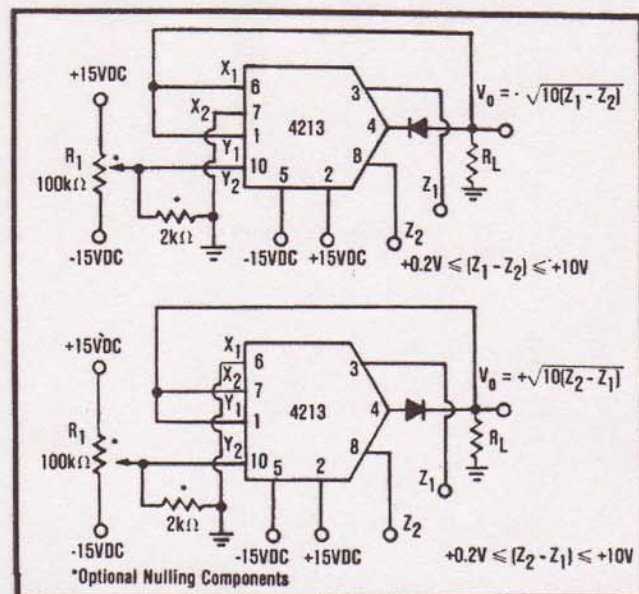 +15VDC
X1
6
3
V0 = - √10(Z1 - Z2)
X2
7
1
4213
4
R1
*
Y1
10
8
100kΩ
Y2
5
2
RL
*
Z1
2kΩ
-15VDC
-15VDC
+15VDC
Z2
+0.2V ≤ (Z1 - Z2) ≤ +10V
+15VDC
X1
6
3
V0 = +√10(Z2 - Z1)
X2
7
Y1
1
4213
4
R1
*
Y2
10
8
100kΩ
5
2
RL
*
Z1
2kΩ
-15VDC
-15VDC
+15VDC
Z2
+0.2V ≤ (Z2 - Z1) ≤ +10V
*Optional Nulling Components